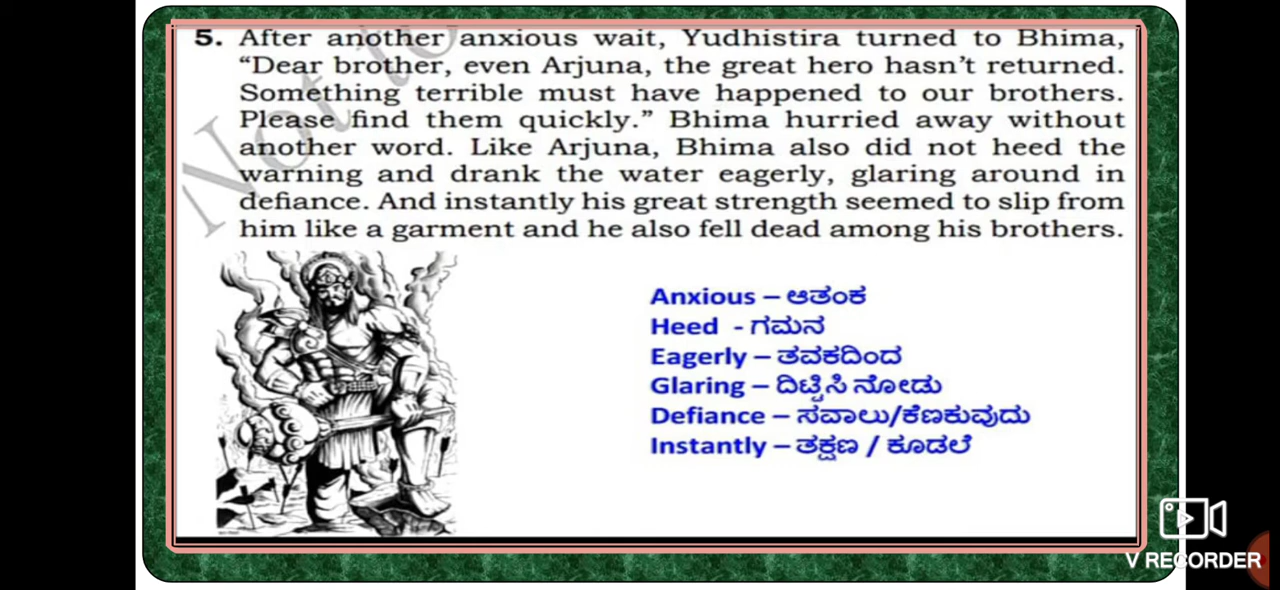 5. After another anxious wait, Yudhistira turned to Bhima,
“Dear brother, even Arjuna, the great hero hasn’t returned.
Something terrible must have happened to our brothers.
Please find them quickly.” Bhima hurried away without
another word. Like Arjuna, Bhima also did not heed the
warning and drank the water eagerly, glaring around in
defiance. And instantly his great strength seemed to slip from
him like a garment and he also fell dead among his brothers.
Not to
Anxious – ಆತಂಕ
Heed - ಗಮನ
Eagerly – ತವಕದಿಂದ
Glaring – ದಿಟ್ಟಿಸಿ ನೋಡು
Defiance – ಸವಾಲು/ಕೆಣಕುವುದು
Instantly – ತಕ್ಷಣ / ಕೂಡಲೆ
V RECORDER